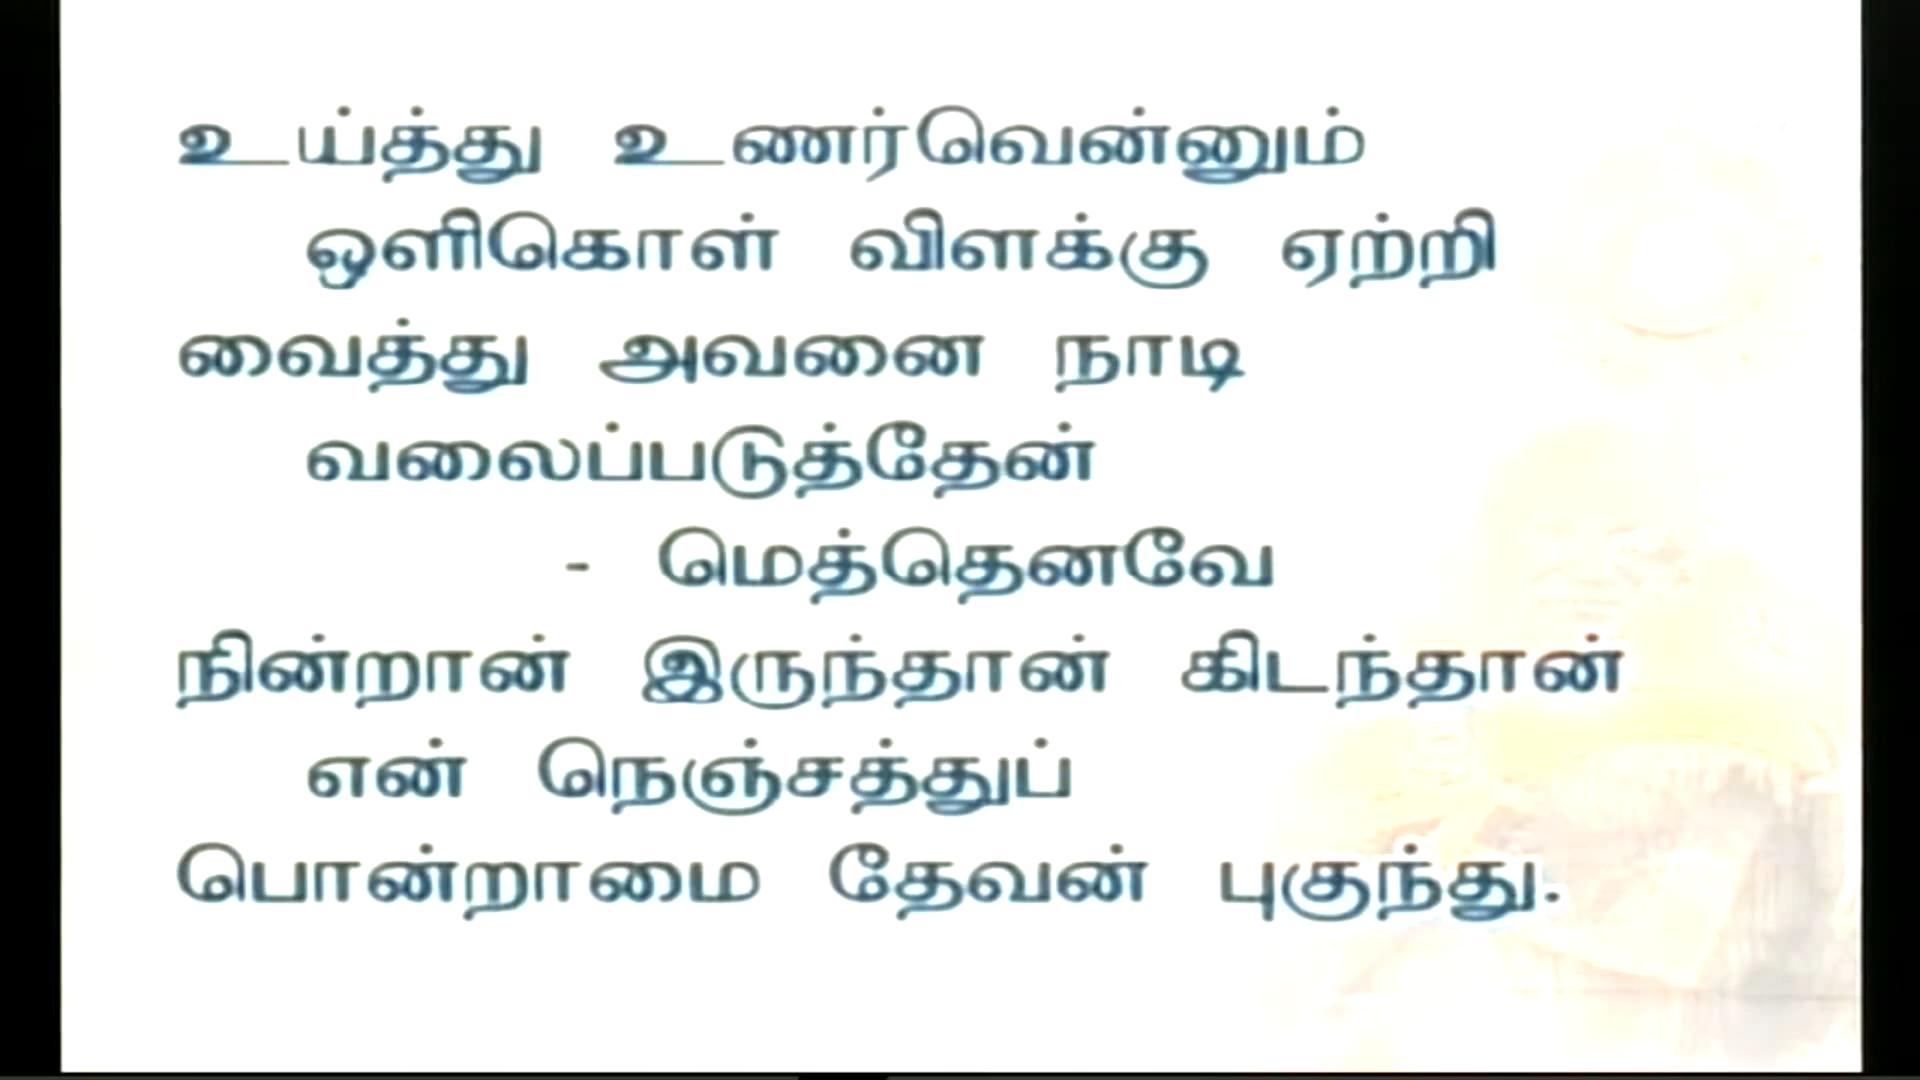 உய்த்து உணர்வென்னும்
ஒளிகொள் விளக்கு ஏற்றி
வைத்து அவனை நாடி
வலைப்படுத்தேன்
- மெத்தெனவே
நின்றான் இருந்தான் கிடந்தான்
என் நெஞ்சத்துப்
பொன்றாமை தேவன் புகுந்து.